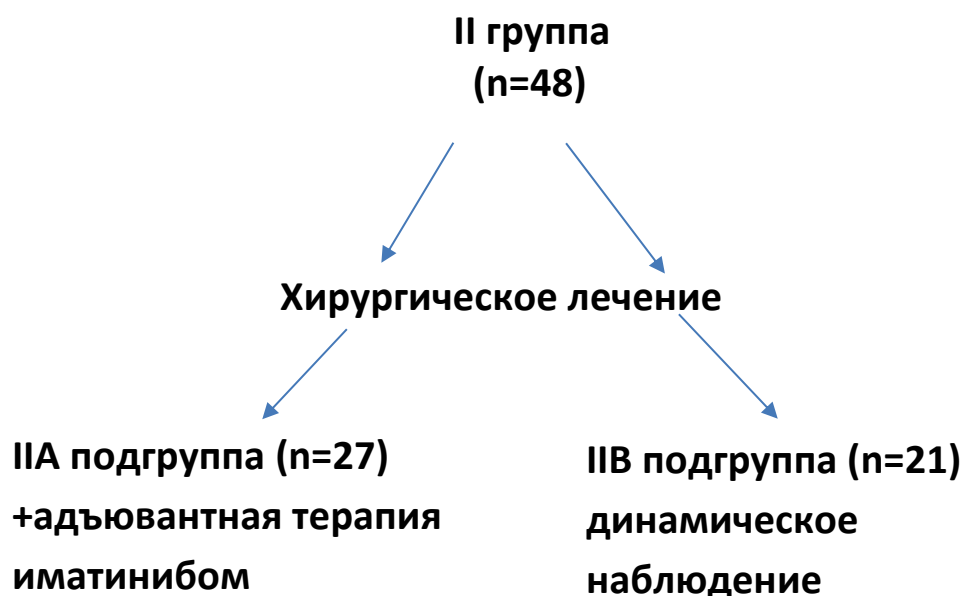 II группа
(n=48)
Хирургическое лечение
IIA подгруппа (n=27)
+адъювантная терапия
иматинибом
IIB подгруппа (n=21)
динамическое
наблюдение